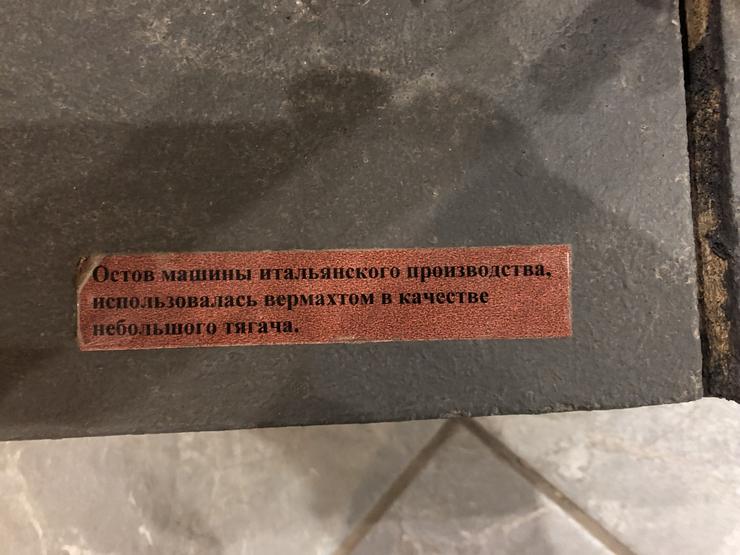 Остов машины итальянского производства,
использовалась вермахтом в качестве
небольшого тягача.